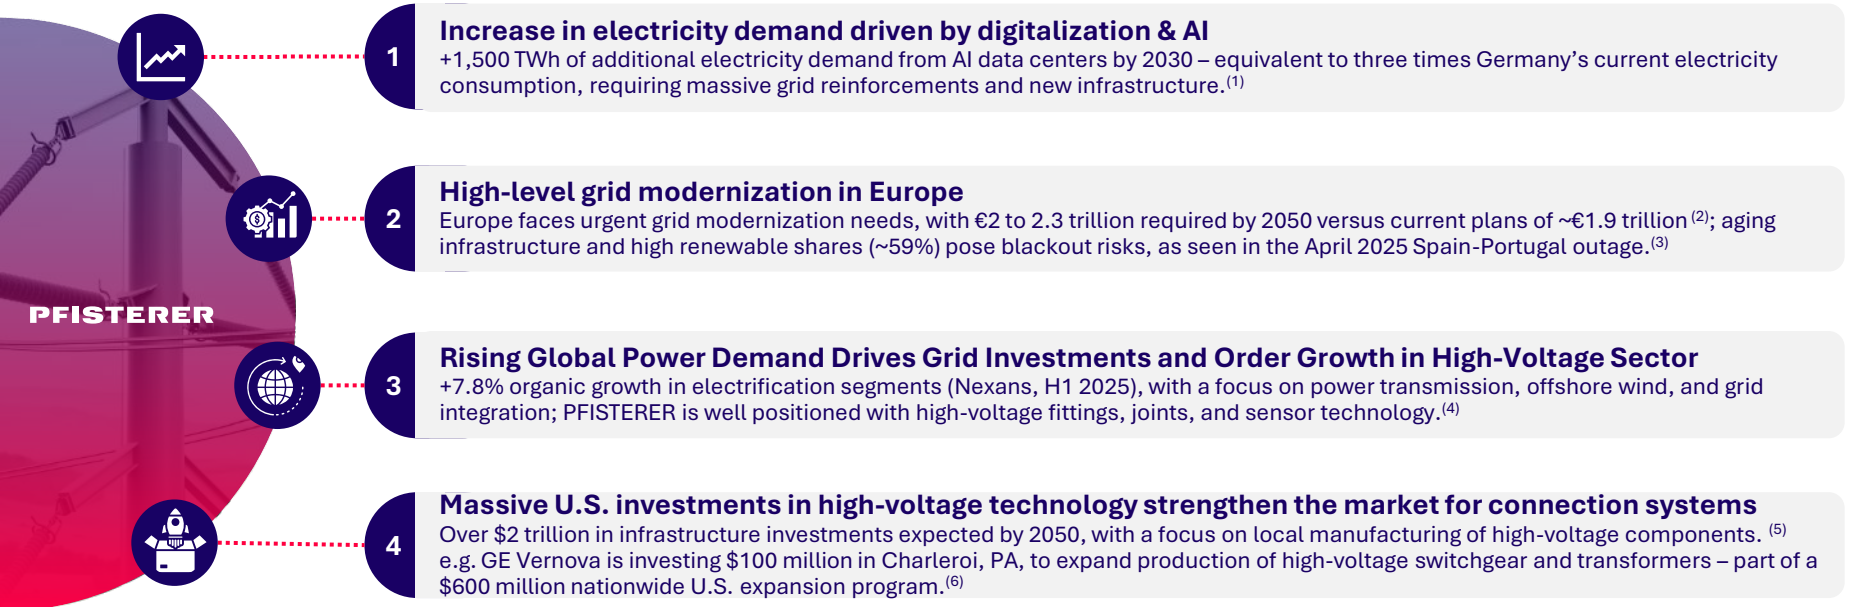 1
Increase in electricity demand driven by digitalization & AI
+1,500 TWh of additional electricity demand from AI data centers by 2030 – equivalent to three times Germany’s current electricity
consumption, requiring massive grid reinforcements and new infrastructure.(1)
2
High-level grid modernization in Europe
Europe faces urgent grid modernization needs, with €2 to 2.3 trillion required by 2050 versus current plans of ~€1.9 trillion (2); aging
infrastructure and high renewable shares (~59%) pose blackout risks, as seen in the April 2025 Spain-Portugal outage.(3)
PFISTERER
3
Rising Global Power Demand Drives Grid Investments and Order Growth in High-Voltage Sector
+7.8% organic growth in electrification segments (Nexans, H1 2025), with a focus on power transmission, offshore wind, and grid
integration; PFISTERER is well positioned with high-voltage fittings, joints, and sensor technology.(4)
4
Massive U.S. investments in high-voltage technology strengthen the market for connection systems
Over $2 trillion in infrastructure investments expected by 2050, with a focus on local manufacturing of high-voltage components. (5)
e.g. GE Vernova is investing $100 million in Charleroi, PA, to expand production of high-voltage switchgear and transformers – part of a
$600 million nationwide U.S. expansion program.(6)